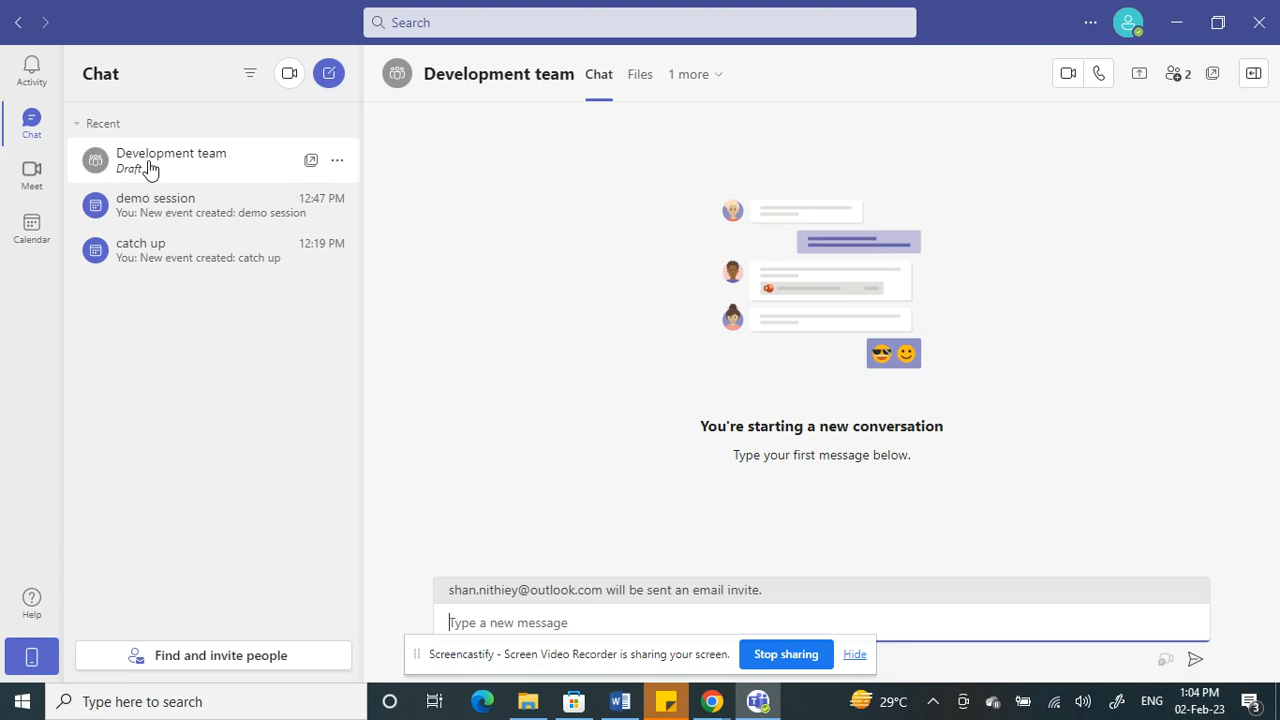 Search
Activity
Chat
Meet
Calendar
Help
Chat
Recent
Development team
Draft
demo session
12:47 PM
You: New event created: demo session
catch up
12:19 PM
You: New event created: catch up
Find and invite people
Development team
Chat
Files
1 more
2
You're starting a new conversation
Type your first message below.
shan.nithiey@outlook.com will be sent an email invite.
Type a new message
Screencastify - Screen Video Recorder is sharing your screen.
Stop sharing
Hide
Type here to search
29°C
ENG
1:04 PM
02-Feb-23
3